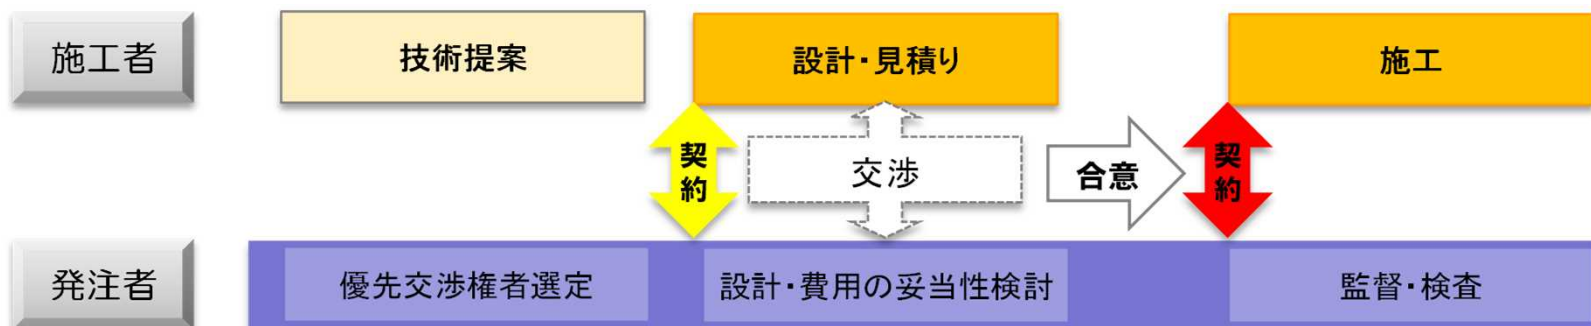 施工者
技術提案
設計・見積り
施工
契約
交渉
合意
契約
発注者
優先交渉権者選定
設計・費用の妥当性検討
監督・検査